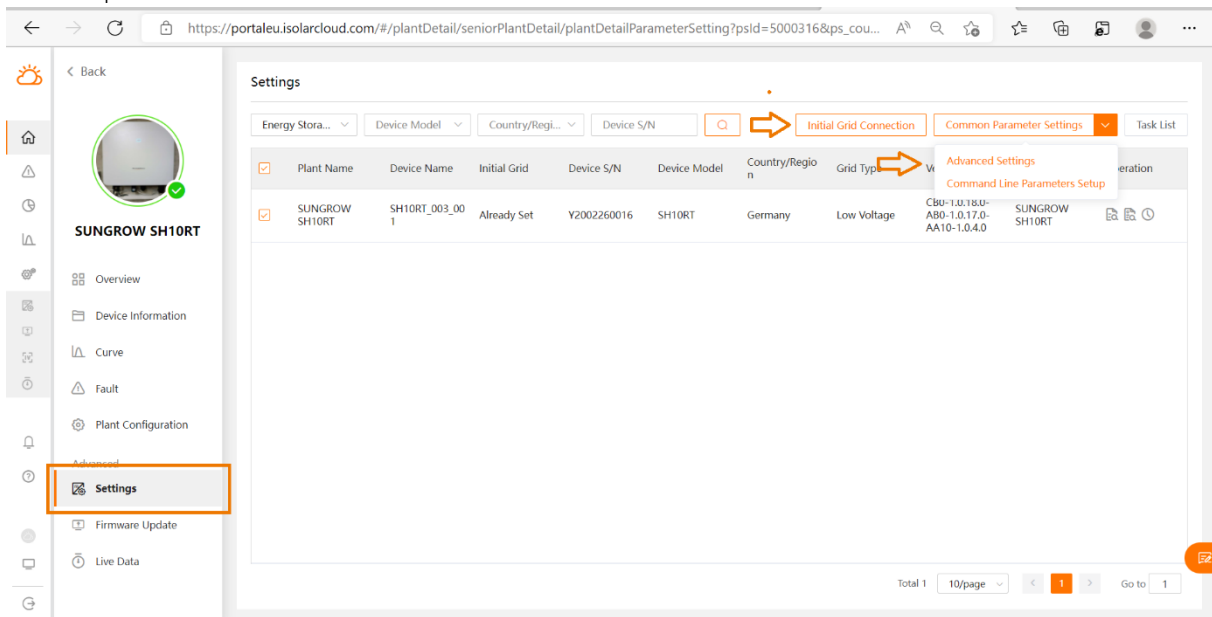 https://portaleu.isolarcloud.com/#/plantDetail/seniorPlantDetail/plantDetailParameterSetting?psId=5000316&ps_cou...
Back
SUNGROW SH10RT
Overview
Device Information
Curve
Fault
Plant Configuration
Advanced
Settings
Firmware Update
Live Data
Settings
Energy Stora... Device Model Country/Regi... Device S/N Initial Grid Connection Common Parameter Settings Task List
Advanced Settings
Command Line Parameters Setup
Plant Name Device Name Initial Grid Device S/N Device Model Country/Regio
n
Grid Type
SUNGROW
SH10RT
SH10RT_003_00
1
Already Set Y2002260016 SH10RT Germany Low Voltage
CB0-1.0.18.0-
AB0-1.0.17.0-
AA10-1.0.4.0
SUNGROW
SH10RT
Total 1 10/page 1 Go to 1